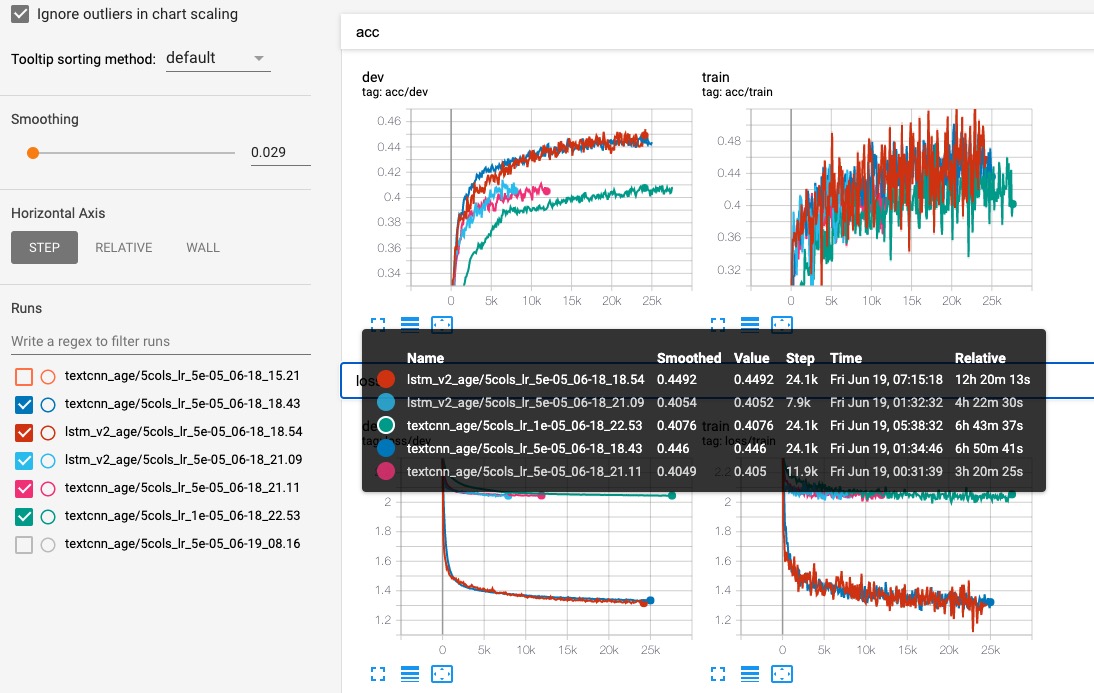 Ignore outliers in chart scaling
Tooltip sorting method: default
Smoothing
0.029
Horizontal Axis
STEP RELATIVE WALL
Runs
Write a regex to filter runs
textcnn_age/5cols_lr_5e-05_06-18_15.21
textcnn_age/5cols_lr_5e-05_06-18_18.43
lstm_v2_age/5cols_lr_5e-05_06-18_18.54
lstm_v2_age/5cols_lr_5e-05_06-18_21.09
textcnn_age/5cols_lr_5e-05_06-18_21.11
textcnn_age/5cols_lr_1e-05_06-18_22.53
textcnn_age/5cols_lr_5e-05_06-19_08.16
acc
dev
tag: acc/dev
0.46
0.44
0.42
0.4
0.38
0.36
0.34
0 5k 10k 15k 20k 25k
train
tag: acc/train
0.48
0.44
0.4
0.36
0.32
0 5k 10k 15k 20k 25k
Name Smoothed Value Step Time Relative
lstm_v2_age/5cols_lr_5e-05_06-18_18.54 0.4492 0.4492 24.1k Fri Jun 19, 07:15:18 12h 20m 13s
lstm_v2_age/5cols_lr_5e-05_06-18_21.09 0.4054 0.4052 7.9k Fri Jun 19, 01:32:32 4h 22m 30s
textcnn_age/5cols_lr_1e-05_06-18_22.53 0.4076 0.4076 24.1k Fri Jun 19, 05:38:32 6h 43m 37s
textcnn_age/5cols_lr_5e-05_06-18_18.43 0.446 0.446 24.1k Fri Jun 19, 01:34:46 6h 50m 41s
textcnn_age/5cols_lr_5e-05_06-18_21.11 0.4049 0.405 11.9k Fri Jun 19, 00:31:39 3h 20m 25s
tag: loss/dev
2
1.8
1.6
1.4
1.2
0 5k 10k 15k 20k 25k
train
tag: loss/train
2.2
2
1.8
1.6
1.4
1.2
0 5k 10k 15k 20k 25k